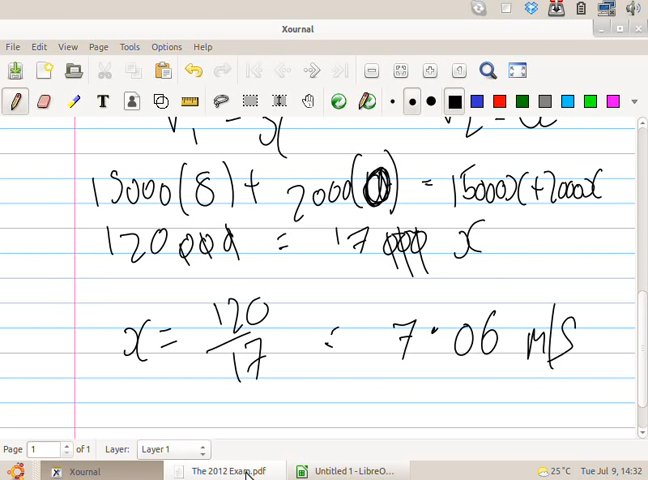 Xournal
File Edit View Page Tools Options Help
V1 = x V2 = x
15000(8) + 2000(0) = 15000x + 2000x
120000 = 17000 x
x = 120/17 = 7.06 m/s
Page 1 of 1 Layer: Layer 1
Xournal The 2012 Exam.pdf Untitled 1 - LibreO... 25 °C Tue Jul 9, 14:32